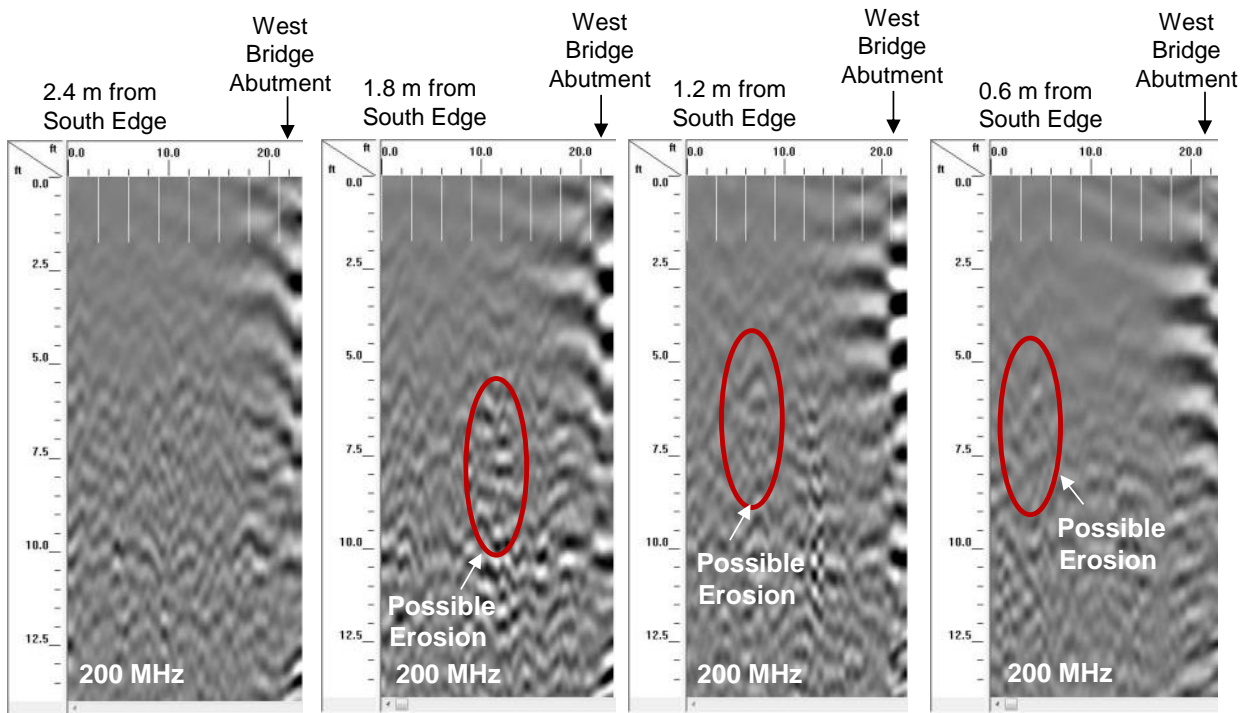 West
Bridge
Abutment
2.4 m from
South Edge
ft
0.0
10.0
20.0
ft
0.0
2.5
5.0
7.5
10.0
12.5
200 MHz
West
Bridge
Abutment
1.8 m from
South Edge
ft
0.0
10.0
20.0
ft
0.0
2.5
5.0
7.5
10.0
12.5
Possible
Erosion
200 MHz
West
Bridge
Abutment
1.2 m from
South Edge
ft
0.0
10.0
20.0
ft
0.0
2.5
5.0
7.5
10.0
12.5
Possible
Erosion
200 MHz
West
Bridge
Abutment
0.6 m from
South Edge
ft
0.0
10.0
20.0
ft
0.0
2.5
5.0
7.5
10.0
12.5
Possible
Erosion
200 MHz